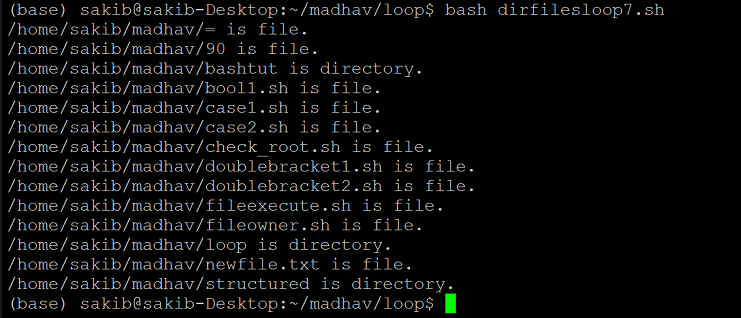 (base) sakib@sakib-Desktop:~/madhav/loop$ bash dirfilesloop7.sh
/home/sakib/madhav/= is file.
/home/sakib/madhav/90 is file.
/home/sakib/madhav/bashtut is directory.
/home/sakib/madhav/bool1.sh is file.
/home/sakib/madhav/case1.sh is file.
/home/sakib/madhav/case2.sh is file.
/home/sakib/madhav/check_root.sh is file.
/home/sakib/madhav/doublebracket1.sh is file.
/home/sakib/madhav/doublebracket2.sh is file.
/home/sakib/madhav/fileexecute.sh is file.
/home/sakib/madhav/fileowner.sh is file.
/home/sakib/madhav/loop is directory.
/home/sakib/madhav/newfile.txt is file.
/home/sakib/madhav/structured is directory.
(base) sakib@sakib-Desktop:~/madhav/loop$